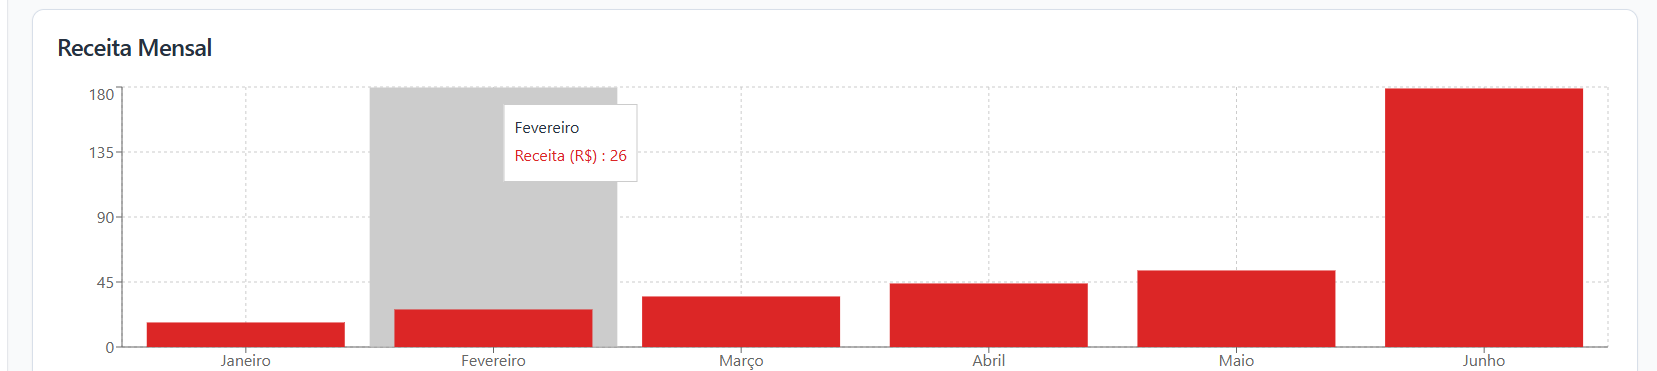 Receita Mensal
180
135
90
45
0
Fevereiro
Receita (R$) : 26
Janeiro
Fevereiro
Março
Abril
Maio
Junho